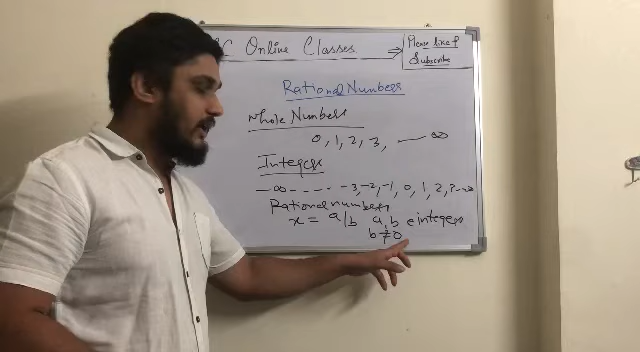 C Online Classes → Please like &
Subscribe
Rational Numbers
Whole Numbers
0, 1, 2, 3, —— ∞
Integers
-∞ ---- -3, -2, -1, 0, 1, 2, 3
Rational numbers
x = a/b a, b ∈ integers
b ≠ 0